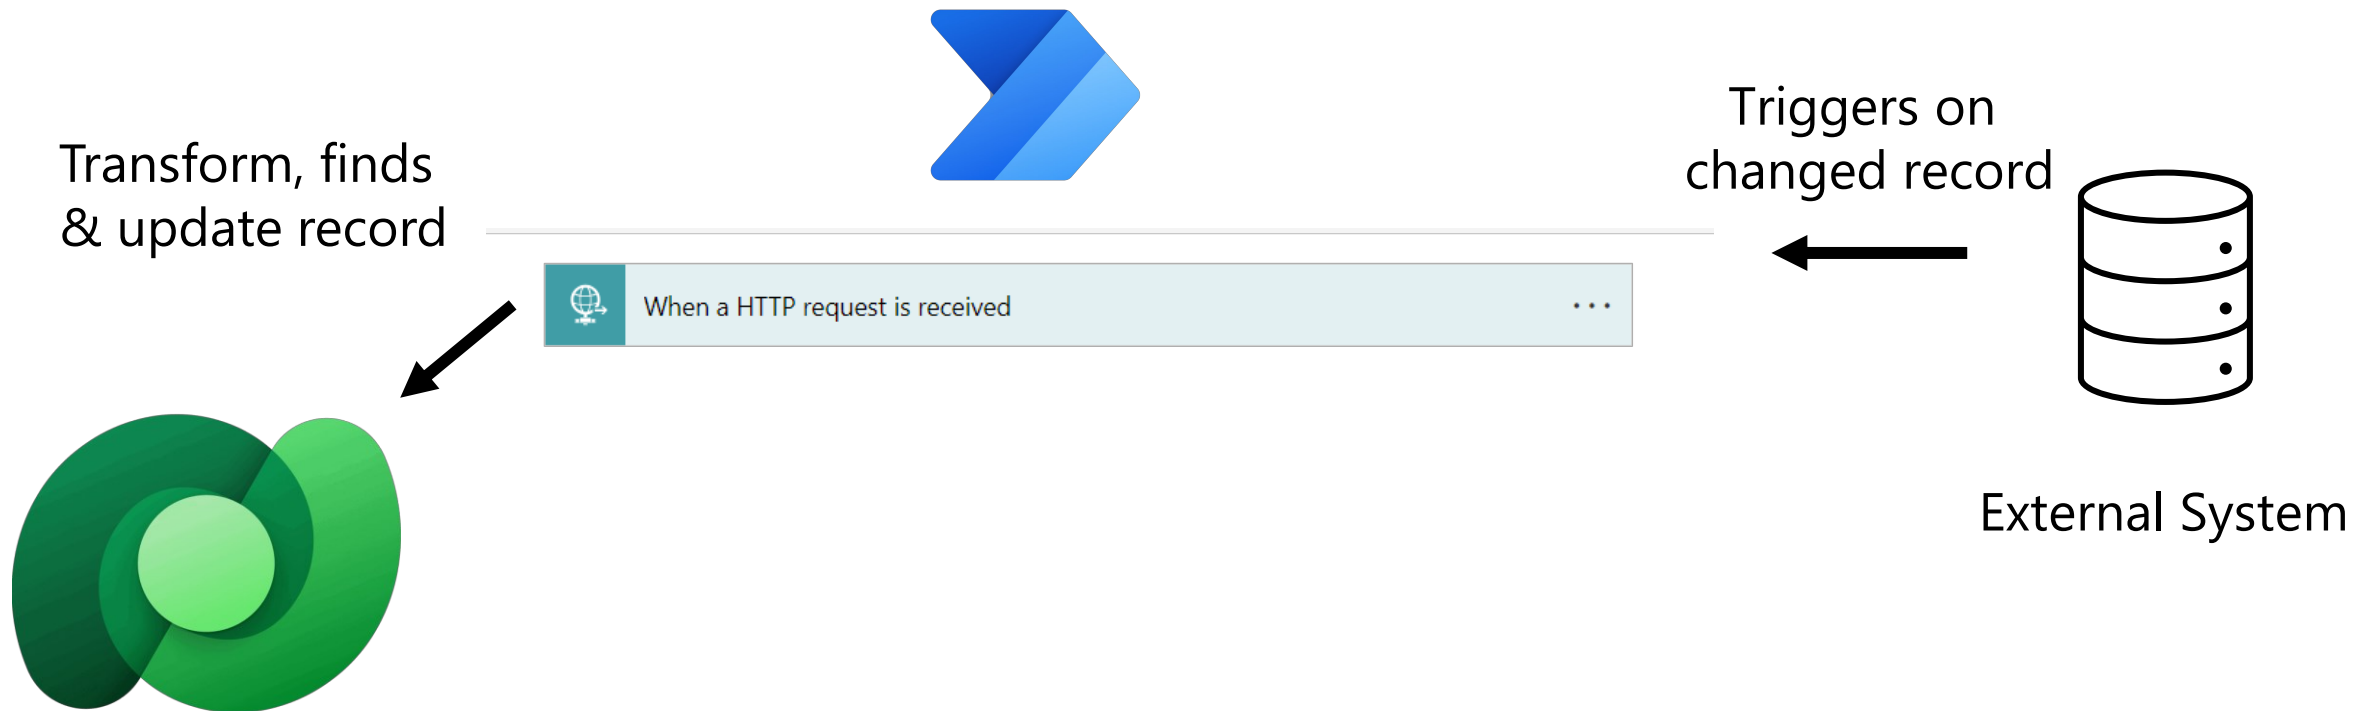 Transform, finds
& update record
When a HTTP request is received
Triggers on
changed record
External System